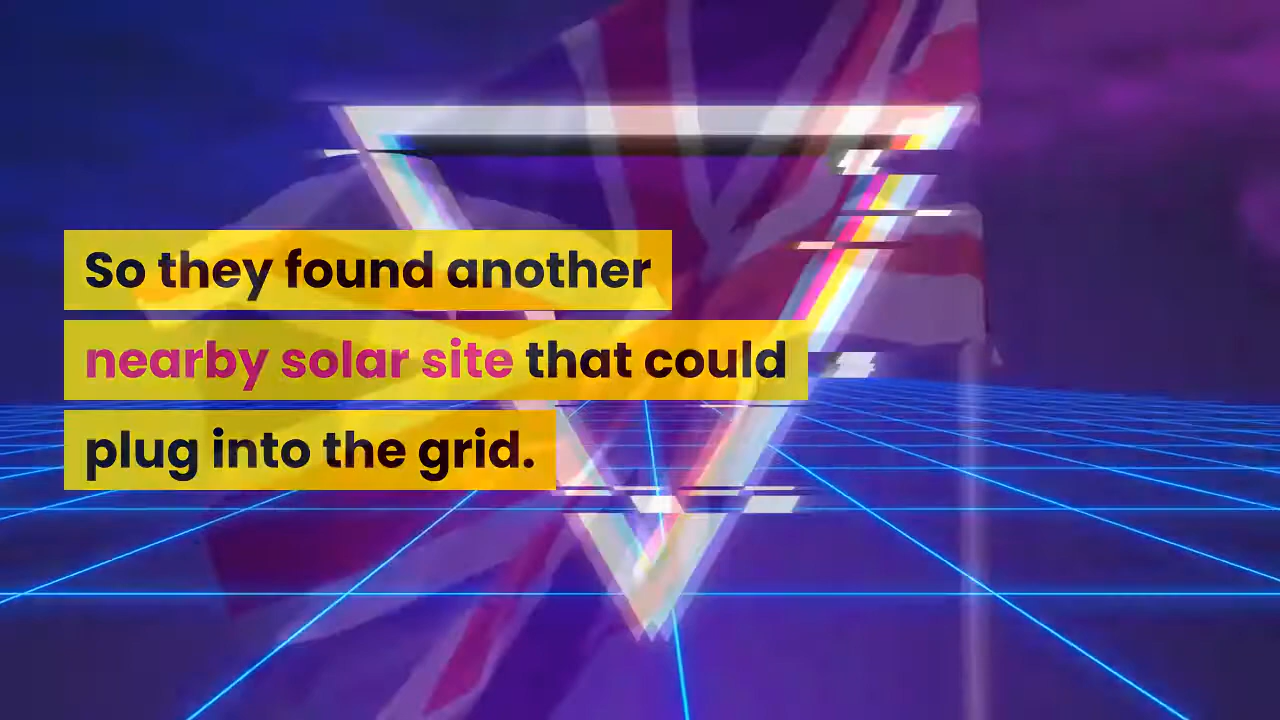 So they found another
nearby solar site that could
plug into the grid.